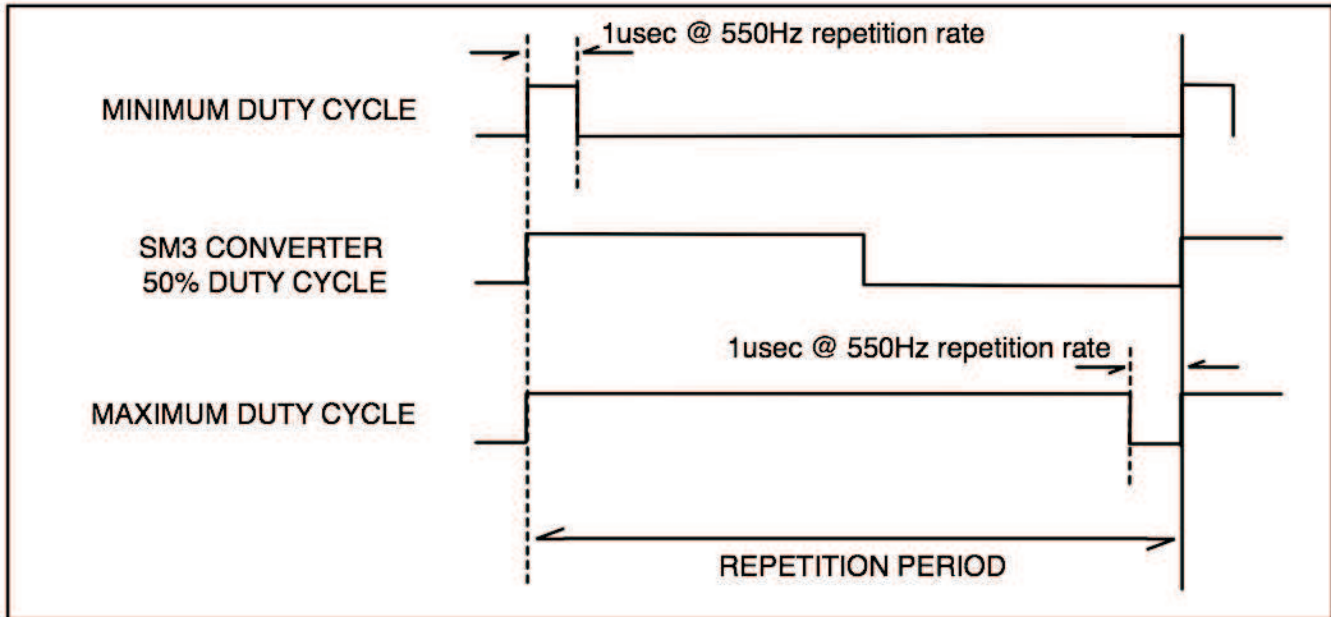 1usec @ 550Hz repetition rate
MINIMUM DUTY CYCLE
SM3 CONVERTER
50% DUTY CYCLE
1usec @ 550Hz repetition rate
MAXIMUM DUTY CYCLE
REPETITION PERIOD